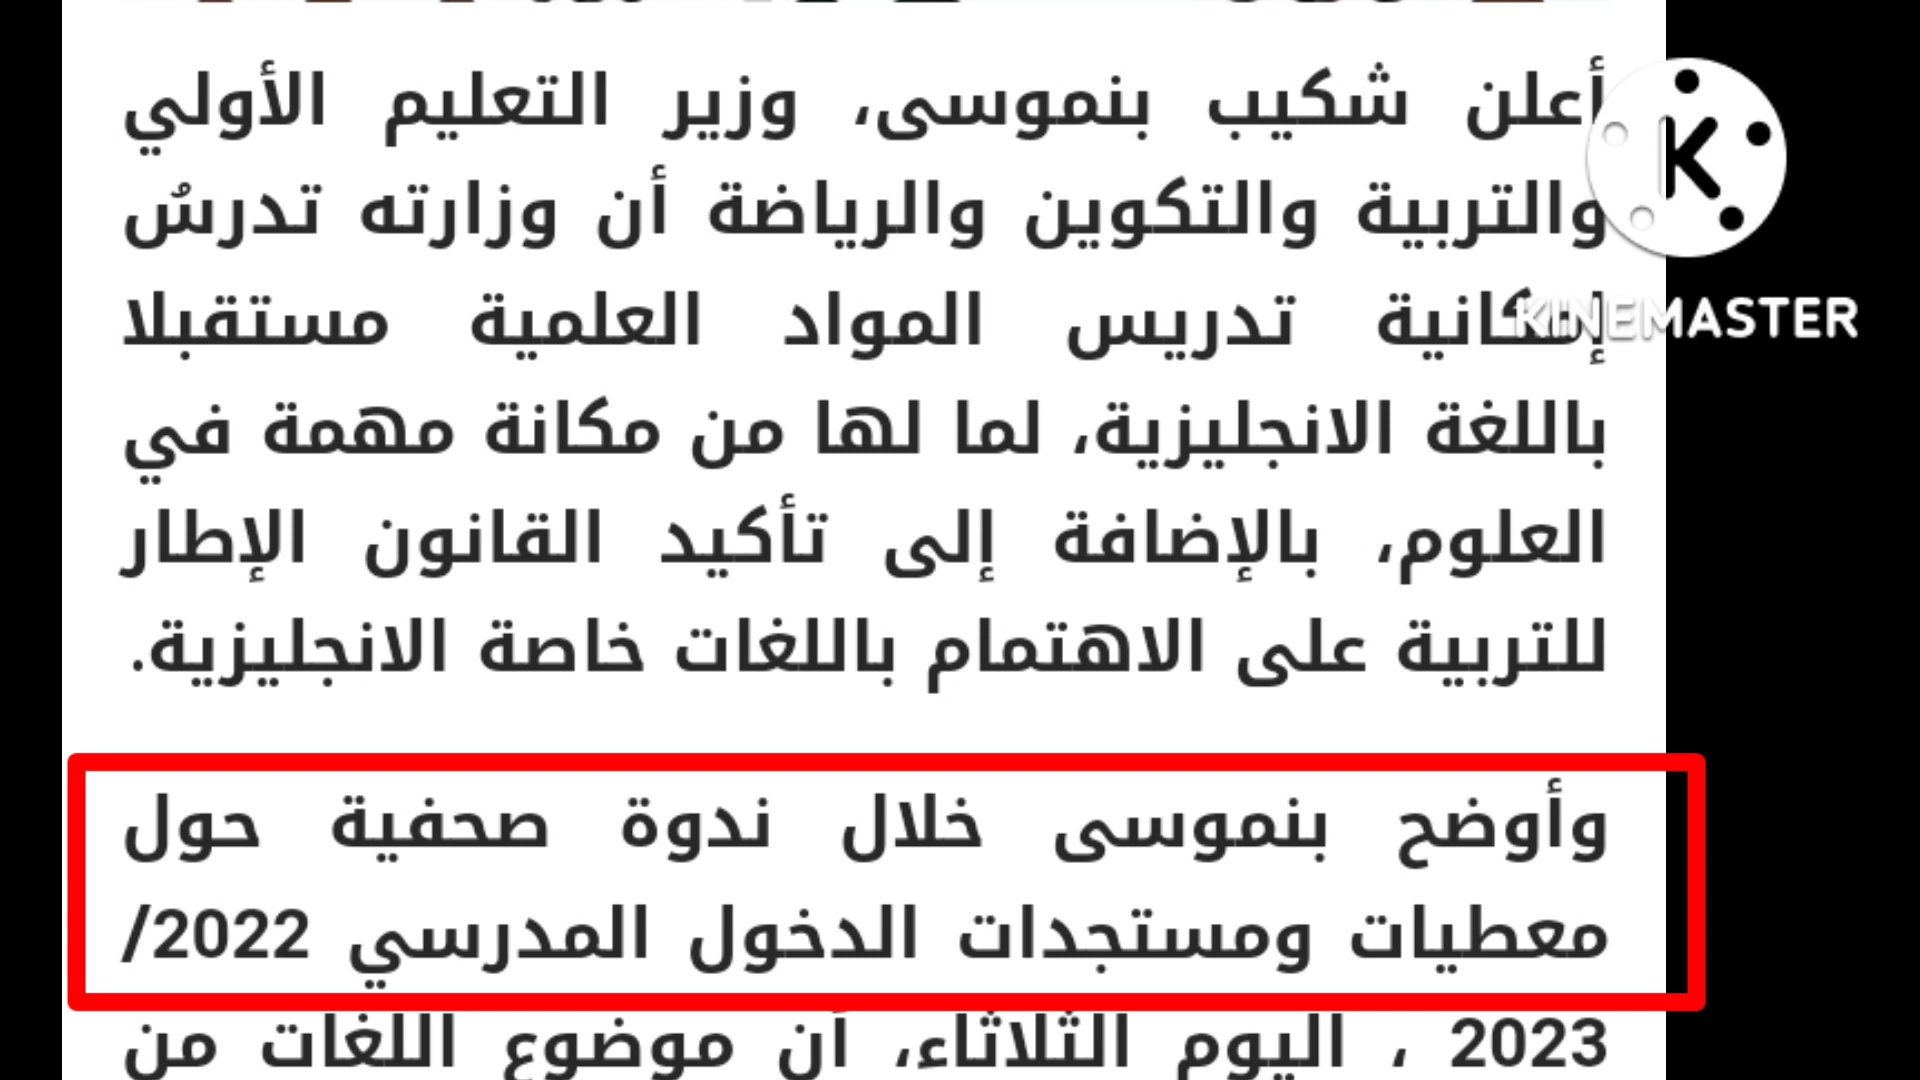 أعلن شكيب بنموسى، وزير التعليم الأولي
والتربية والتكوين والرياضة أن وزارته تدرسُ
إمكانية تدريس المواد العلمية مستقبلا
باللغة الانجليزية، لما لها من مكانة مهمة في
العلوم، بالإضافة إلى تأكيد القانون الإطار
للتربية على الاهتمام باللغات خاصة الانجليزية.
وأوضح بنموسى خلال ندوة صحفية حول
معطيات ومستجدات الدخول المدرسي 2022/
2023 ، اليوم الثلاثاء، أن موضوع اللغات من
K
KINEMASTER